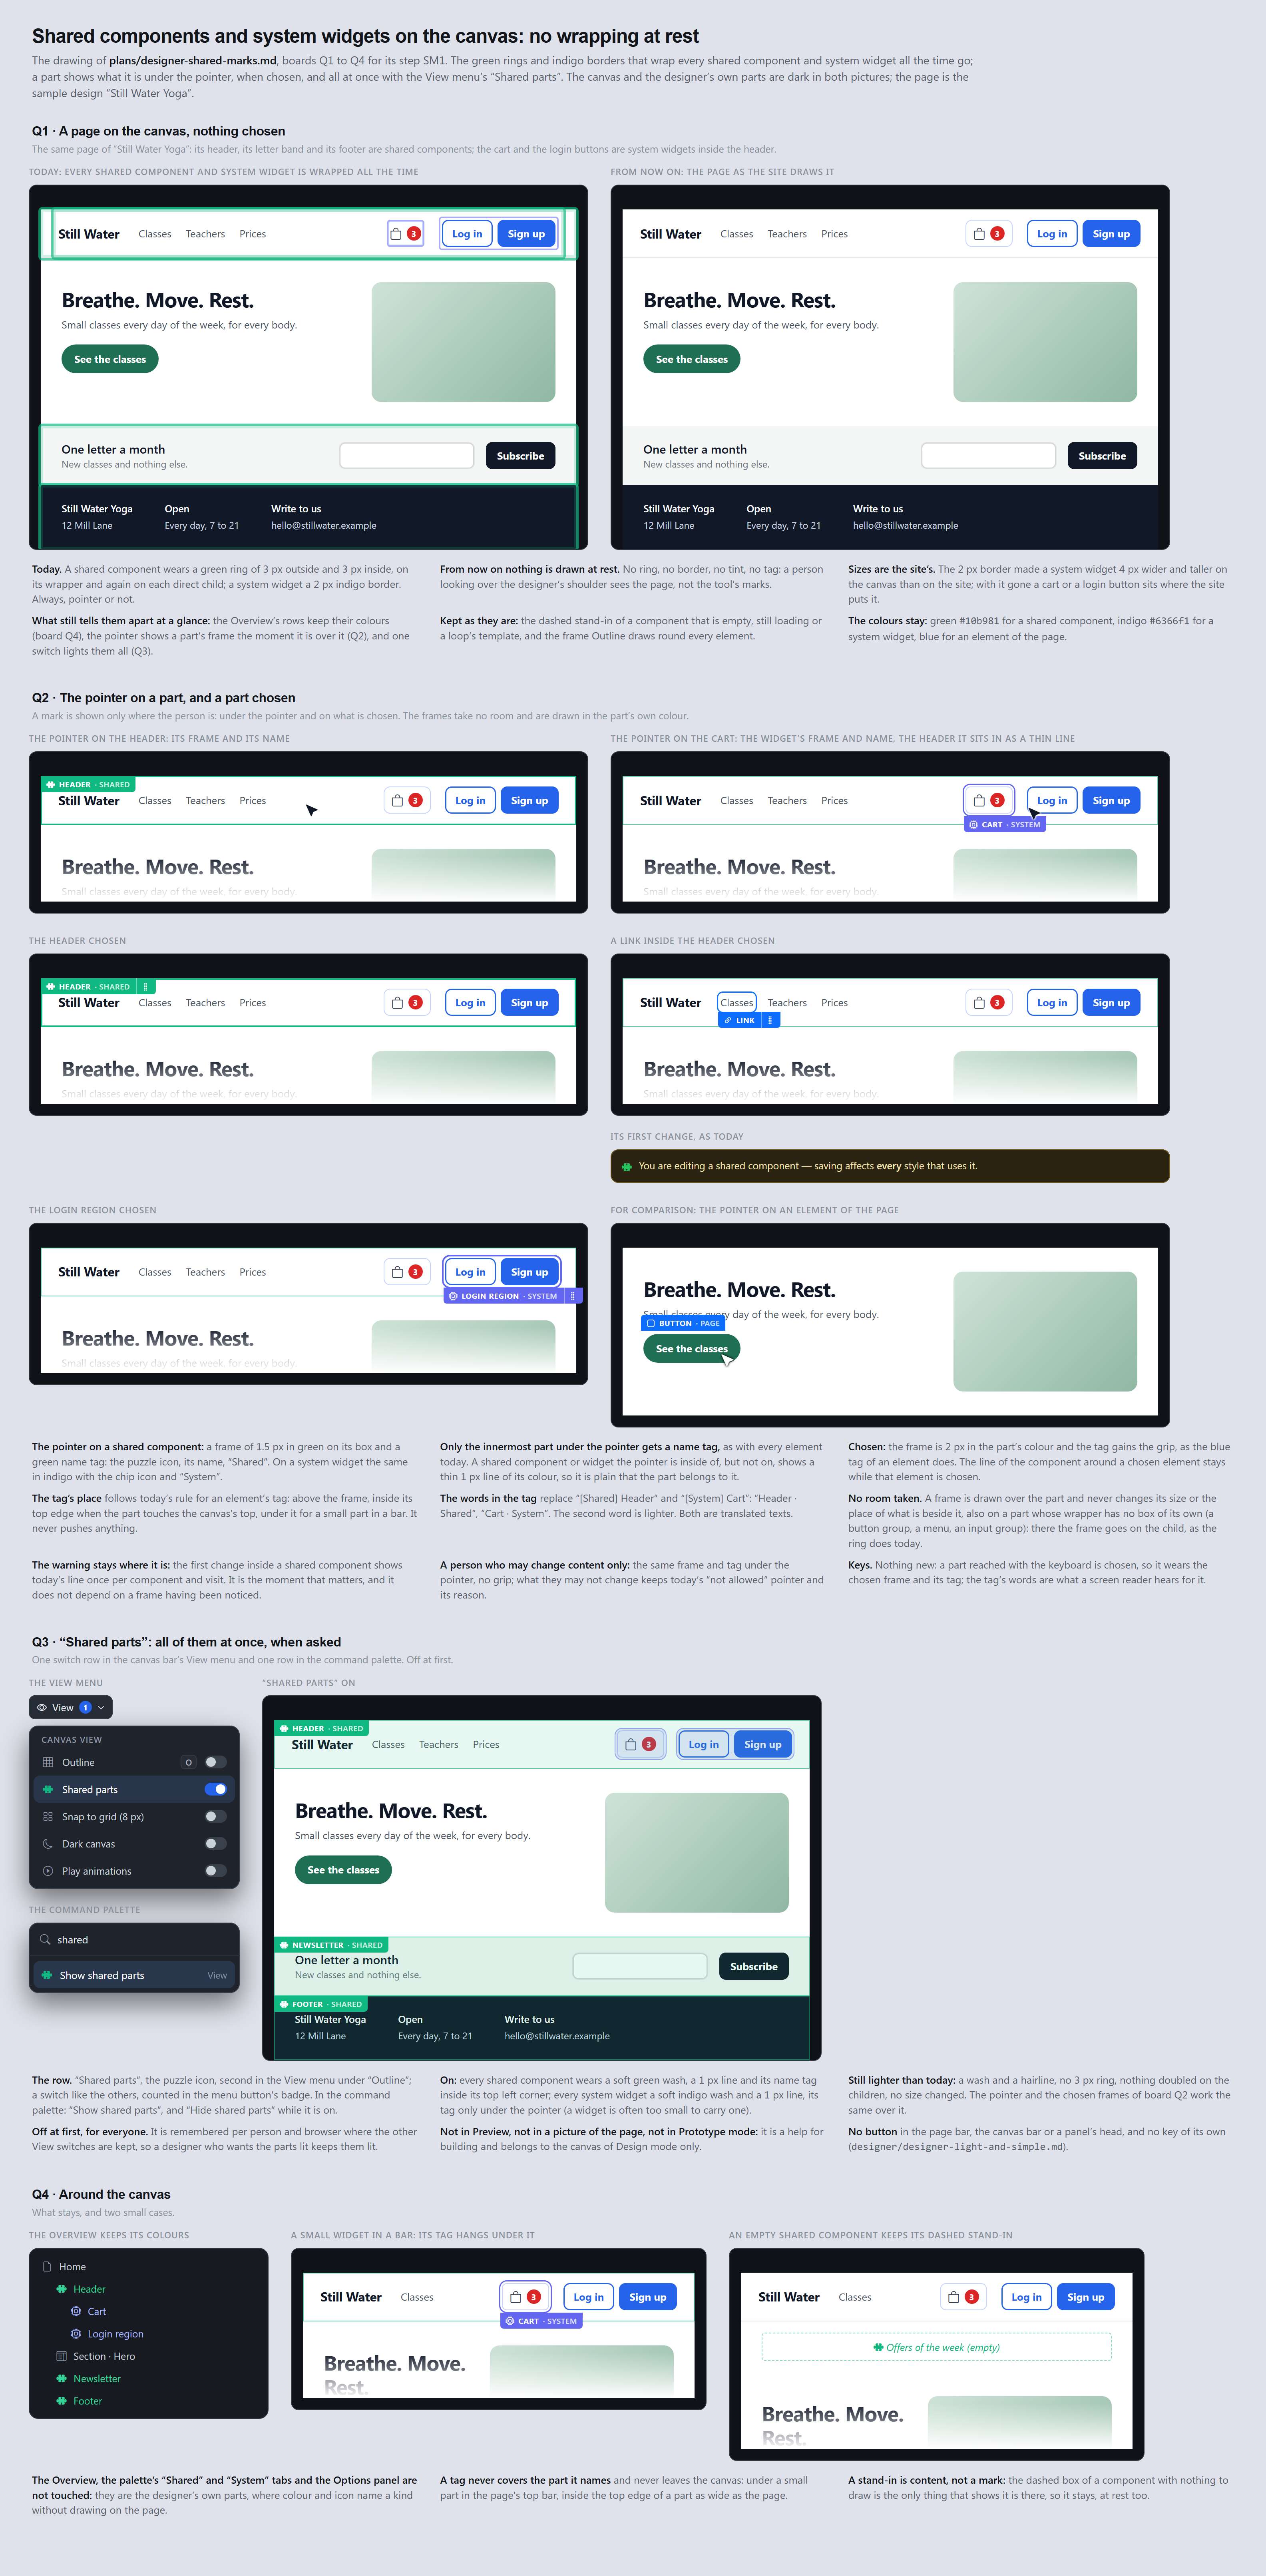 Shared components and system widgets on the canvas: no wrapping at rest
The drawing of plans/designer-shared-marks.md, boards Q1 to Q4 for its step SM1. The green rings and indigo borders that wrap every shared component and system widget all the time go;
a part shows what it is under the pointer, when chosen, and all at once with the View menu's “Shared parts”. The canvas and the designer's own parts are dark in both pictures; the page is the
sample design “Still Water Yoga”.
Q1 · A page on the canvas, nothing chosen
The same page of “Still Water Yoga”: its header, its letter band and its footer are shared components; the cart and the login buttons are system widgets inside the header.
TODAY: EVERY SHARED COMPONENT AND SYSTEM WIDGET IS WRAPPED ALL THE TIME
Still Water Classes Teachers Prices 3 Log in Sign up
Breathe. Move. Rest.
Small classes every day of the week, for every body.
See the classes
One letter a month
New classes and nothing else.
Subscribe
Still Water Yoga Open Write to us
12 Mill Lane Every day, 7 to 21 hello@stillwater.example
FROM NOW ON: THE PAGE AS THE SITE DRAWS IT
Still Water Classes Teachers Prices 3 Log in Sign up
Breathe. Move. Rest.
Small classes every day of the week, for every body.
See the classes
One letter a month
New classes and nothing else.
Subscribe
Still Water Yoga Open Write to us
12 Mill Lane Every day, 7 to 21 hello@stillwater.example
Today. A shared component wears a green ring of 3 px outside and 3 px inside, on
its wrapper and again on each direct child; a system widget a 2 px indigo border.
Always, pointer or not.
From now on nothing is drawn at rest. No ring, no border, no tint, no tag: a person
looking over the designer's shoulder sees the page, not the tool's marks.
Sizes are the site's. The 2 px border made a system widget 4 px wider and taller on
the canvas than on the site; with it gone a cart or a login button sits where the site
puts it.
What still tells them apart at a glance: the Overview's rows keep their colours
(board Q4), the pointer shows a part's frame the moment it is over it (Q2), and one
switch lights them all (Q3).
Kept as they are: the dashed stand-in of a component that is empty, still loading or
a loop's template, and the frame Outline draws round every element.
The colours stay: green #10b981 for a shared component, indigo #6366f1 for a
system widget, blue for an element of the page.
Q2 · The pointer on a part, and a part chosen
A mark is shown only where the person is: under the pointer and on what is chosen. The frames take no room and are drawn in the part's own colour.
THE POINTER ON THE HEADER: ITS FRAME AND ITS NAME
HEADER · SHARED
Still Water Classes Teachers Prices 3 Log in Sign up
Breathe. Move. Rest.
Small classes every day of the week, for every body.
THE POINTER ON THE CART: THE WIDGET'S FRAME AND NAME, THE HEADER IT SITS IN AS A THIN LINE
Still Water Classes Teachers Prices 3 Log in Sign up
CART · SYSTEM
Breathe. Move. Rest.
Small classes every day of the week, for every body.
THE HEADER CHOSEN
HEADER · SHARED
Still Water Classes Teachers Prices 3 Log in Sign up
Breathe. Move. Rest.
Small classes every day of the week, for every body.
A LINK INSIDE THE HEADER CHOSEN
Still Water Classes Teachers Prices 3 Log in Sign up
LINK
Breathe. Move. Rest.
Small classes every day of the week, for every body.
ITS FIRST CHANGE, AS TODAY
You are editing a shared component — saving affects every style that uses it.
THE LOGIN REGION CHOSEN
Still Water Classes Teachers Prices 3 Log in Sign up
LOGIN REGION · SYSTEM
Breathe. Move. Rest.
Small classes every day of the week, for every body.
FOR COMPARISON: THE POINTER ON AN ELEMENT OF THE PAGE
Breathe. Move. Rest.
Small classes every day of the week, for every body.
BUTTON · PAGE
See the classes
The pointer on a shared component: a frame of 1.5 px in green on its box and a
green name tag: the puzzle icon, its name, “Shared”. On a system widget the same
in indigo with the chip icon and “System”.
Only the innermost part under the pointer gets a name tag, as with every element
today. A shared component or widget the pointer is inside of, but not on, shows a
thin 1 px line of its colour, so it is plain that the part belongs to it.
Chosen: the frame is 2 px in the part's colour and the tag gains the grip, as the blue
tag of an element does. The line of the component around a chosen element stays
while that element is chosen.
The tag's place follows today's rule for an element's tag: above the frame, inside its
top edge when the part touches the canvas's top, under it for a small part in a bar. It
never pushes anything.
The words in the tag replace “[Shared] Header” and “[System] Cart”: “Header ·
Shared”, “Cart · System”. The second word is lighter. Both are translated texts.
No room taken. A frame is drawn over the part and never changes its size or the
place of what is beside it, also on a part whose wrapper has no box of its own (a
button group, a menu, an input group): there the frame goes on the child, as the
ring does today.
The warning stays where it is: the first change inside a shared component shows
today's line once per component and visit. It is the moment that matters, and it
does not depend on a frame having been noticed.
A person who may change content only: the same frame and tag under the
pointer, no grip; what they may not change keeps today's “not allowed” pointer and
its reason.
Keys. Nothing new: a part reached with the keyboard is chosen, so it wears the
chosen frame and its tag; the tag's words are what a screen reader hears for it.
Q3 · “Shared parts”: all of them at once, when asked
One switch row in the canvas bar's View menu and one row in the command palette. Off at first.
THE VIEW MENU
View 1
CANVAS VIEW
Outline O
Shared parts
Snap to grid (8 px)
Dark canvas
Play animations
THE COMMAND PALETTE
shared
Show shared parts View
“SHARED PARTS” ON
HEADER · SHARED
Still Water Classes Teachers Prices 3 Log in Sign up
Breathe. Move. Rest.
Small classes every day of the week, for every body.
See the classes
NEWSLETTER · SHARED
One letter a month
New classes and nothing else.
Subscribe
FOOTER · SHARED
Still Water Yoga Open Write to us
12 Mill Lane Every day, 7 to 21 hello@stillwater.example
The row. “Shared parts”, the puzzle icon, second in the View menu under “Outline”;
a switch like the others, counted in the menu button's badge. In the command
palette: “Show shared parts”, and “Hide shared parts” while it is on.
On: every shared component wears a soft green wash, a 1 px line and its name tag
inside its top left corner; every system widget a soft indigo wash and a 1 px line, its
tag only under the pointer (a widget is often too small to carry one).
Still lighter than today: a wash and a hairline, no 3 px ring, nothing doubled on the
children, no size changed. The pointer and the chosen frames of board Q2 work the
same over it.
Off at first, for everyone. It is remembered per person and browser where the other
View switches are kept, so a designer who wants the parts lit keeps them lit.
Not in Preview, not in a picture of the page, not in Prototype mode: it is a help for
building and belongs to the canvas of Design mode only.
No button in the page bar, the canvas bar or a panel's head, and no key of its own
(designer/designer-light-and-simple.md).
Q4 · Around the canvas
What stays, and two small cases.
THE OVERVIEW KEEPS ITS COLOURS
Home
Header
Cart
Login region
Section · Hero
Newsletter
Footer
A SMALL WIDGET IN A BAR: ITS TAG HANGS UNDER IT
Still Water Classes 3 Log in Sign up
CART · SYSTEM
Breathe. Move.
Rest.
AN EMPTY SHARED COMPONENT KEEPS ITS DASHED STAND-IN
Still Water Classes 3 Log in Sign up
Offers of the week (empty)
Breathe. Move.
Rest.
The Overview, the palette's “Shared” and “System” tabs and the Options panel are
not touched: they are the designer's own parts, where colour and icon name a kind
without drawing on the page.
A tag never covers the part it names and never leaves the canvas: under a small
part in the page's top bar, inside the top edge of a part as wide as the page.
A stand-in is content, not a mark: the dashed box of a component with nothing to
draw is the only thing that shows it is there, so it stays, at rest too.